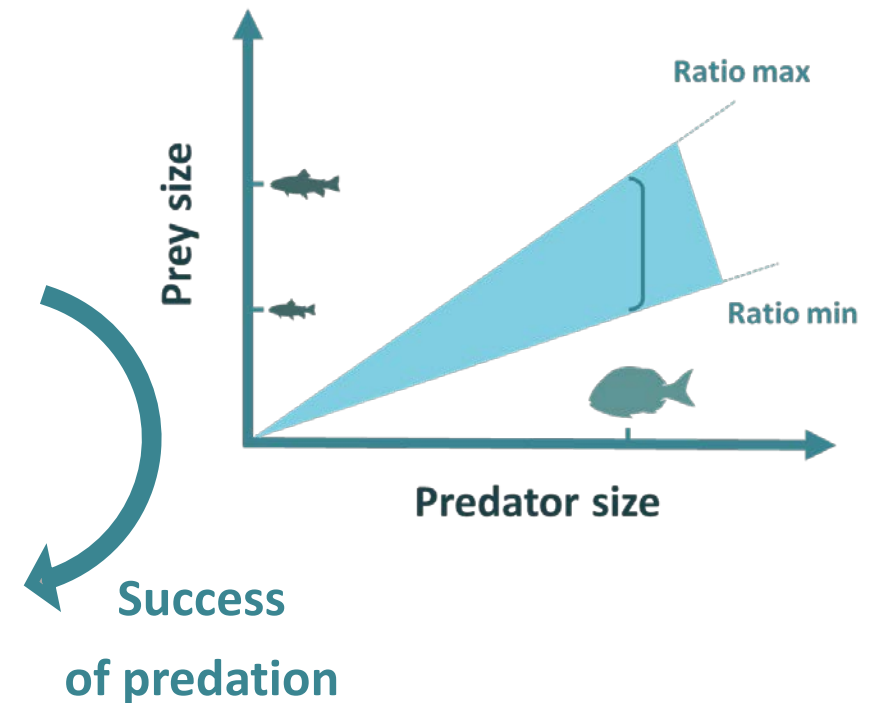 Ratio max
Prey size
Ratio min
Predator size
Success
of predation